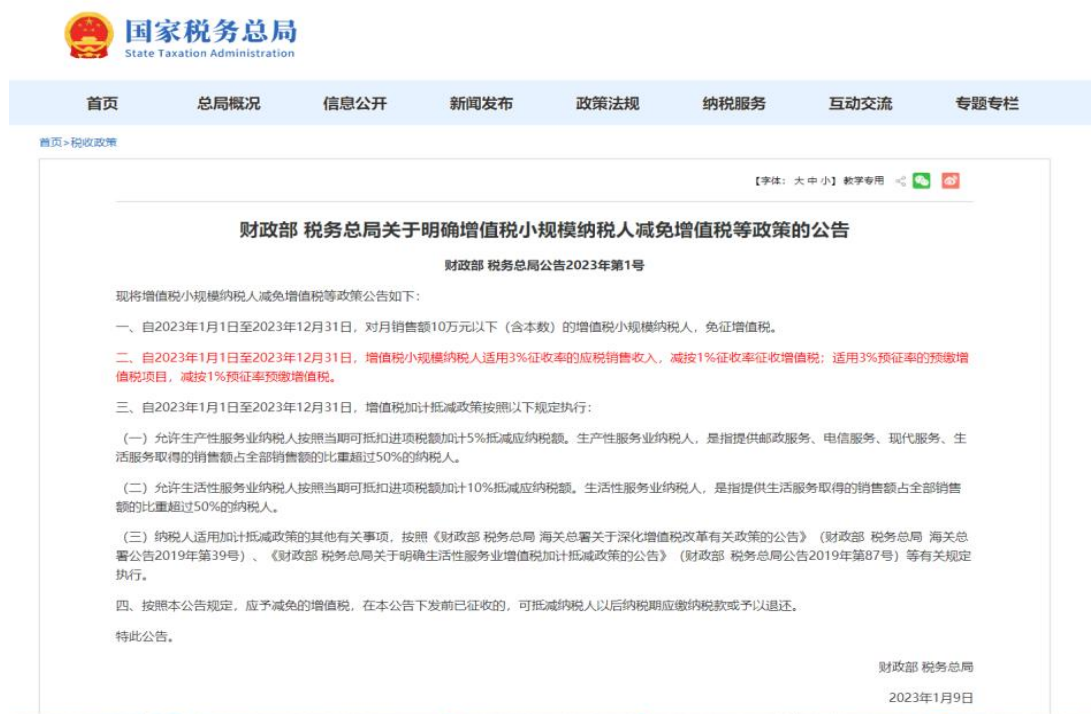 国家税务总局
State Taxation Administration
首页 总局概况 信息公开 新闻发布 政策法规 纳税服务 互动交流 专题专栏
首页>税收政策
【字体：大 中 小】教学专用
财政部 税务总局关于明确增值税小规模纳税人减免增值税等政策的公告
财政部 税务总局公告2023年第1号
现将增值税小规模纳税人减免增值税等政策公告如下：
一、自2023年1月1日至2023年12月31日，对月销售额10万元以下（含本数）的增值税小规模纳税人，免征增值税。
二、自2023年1月1日至2023年12月31日，增值税小规模纳税人适用3%征收率的应税销售收入，减按1%征收率征收增值税；适用3%预征率的预缴增
值税项目，减按1%预征率预缴增值税。
三、自2023年1月1日至2023年12月31日，增值税加计抵减政策按照以下规定执行：
（一）允许生产性服务业纳税人按照当期可抵扣进项税额加计5%抵减应纳税额。生产性服务业纳税人，是指提供邮政服务、电信服务、现代服务、生
活服务取得的销售额占全部销售额的比重超过50%的纳税人。
（二）允许生活性服务业纳税人按照当期可抵扣进项税额加计10%抵减应纳税额。生活性服务业纳税人，是指提供生活服务取得的销售额占全部销售
额的比重超过50%的纳税人。
（三）纳税人适用加计抵减政策的其他有关事项，按照《财政部 税务总局 海关总署关于深化增值税改革有关政策的公告》（财政部 税务总局 海关总
署公告2019年第39号）、《财政部 税务总局关于明确生活性服务业增值税加计抵减政策的公告》（财政部 税务总局公告2019年第87号）等有关规定
执行。
四、按照本公告规定，应予减免的增值税，在本公告下发前已征收的，可抵减纳税人以后纳税期应缴纳税款或予以退还。
特此公告。
财政部 税务总局
2023年1月9日